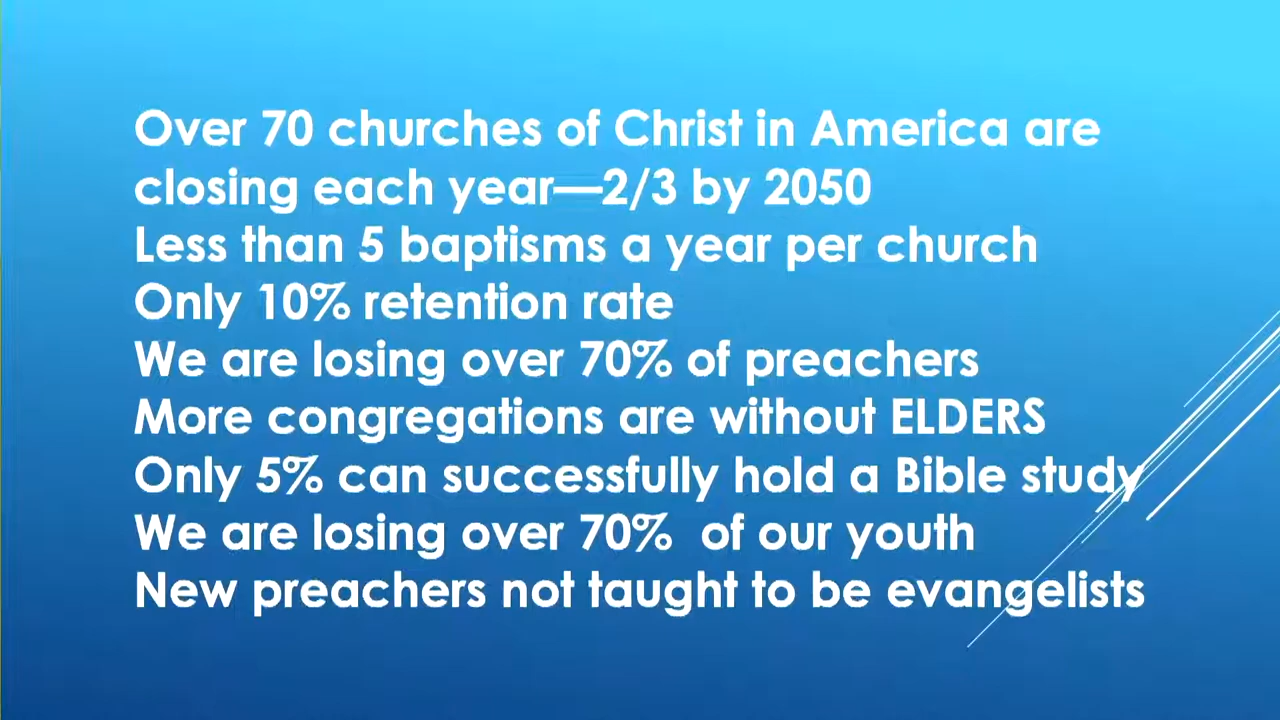 Over 70 churches of Christ in America are
closing each year—2/3 by 2050
Less than 5 baptisms a year per church
Only 10% retention rate
We are losing over 70% of preachers
More congregations are without ELDERS
Only 5% can successfully hold a Bible study
We are losing over 70%  of our youth
New preachers not taught to be evangelists